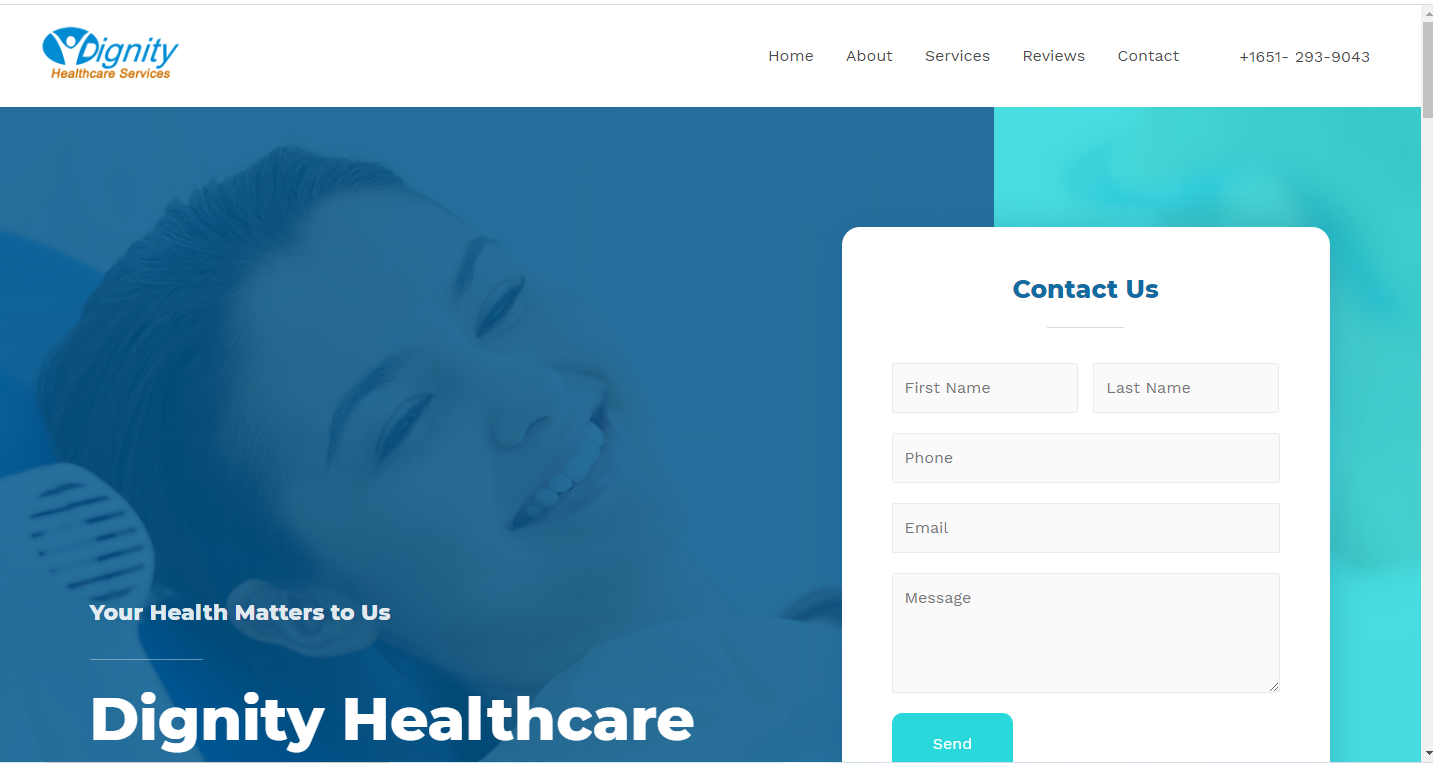 Dignity
Healthcare Services
Home About Services Reviews Contact +1651- 293-9043
Contact Us
First Name Last Name
Phone
Email
Message
Send
Your Health Matters to Us
Dignity Healthcare